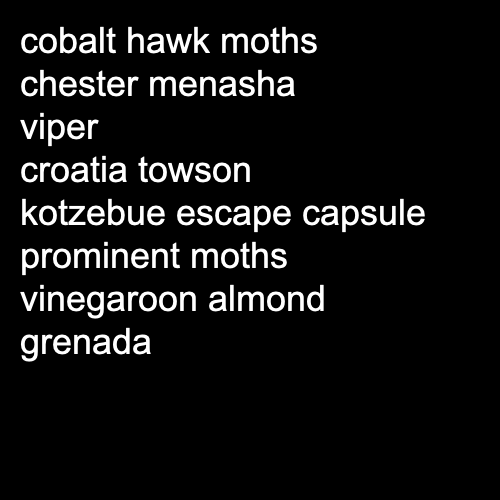 cobalt hawk moths
chester menasha
viper
croatia towson
kotzebue escape capsule
prominent moths
vinegaroon almond
grenada